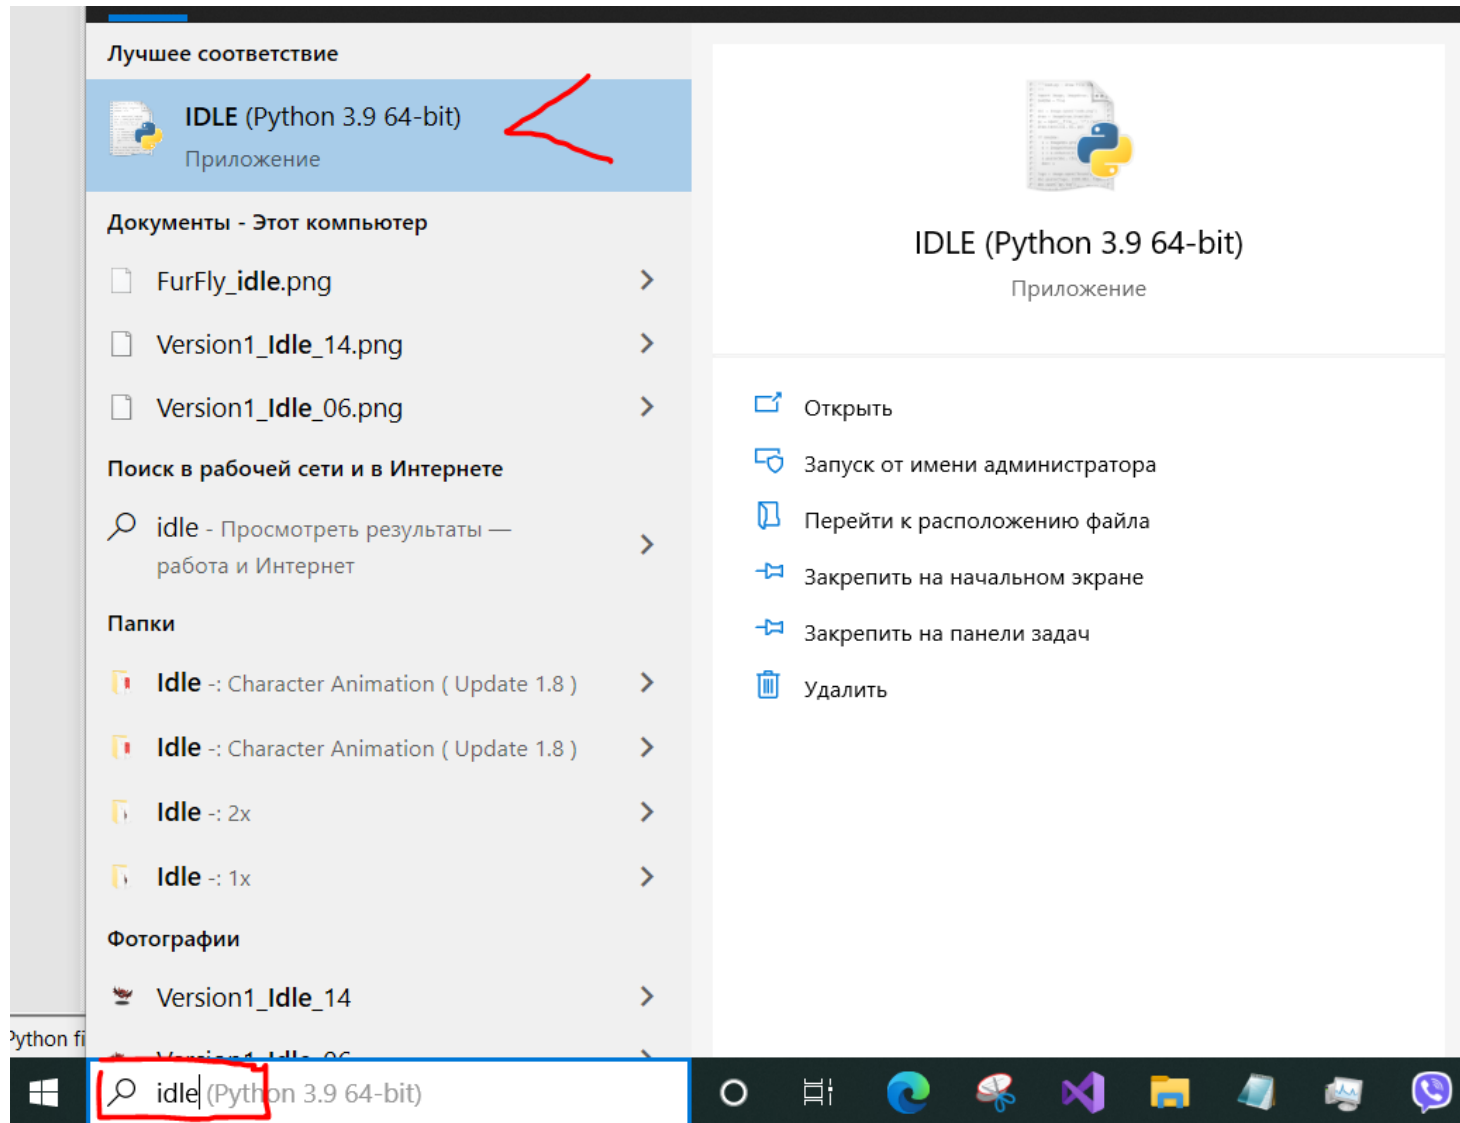 Лучшее соответствие
IDLE (Python 3.9 64-bit)
Приложение
Документы - Этот компьютер
FurFly_idle.png
Version1_Idle_14.png
Version1_Idle_06.png
Поиск в рабочей сети и в Интернете
idle - Просмотреть результаты —
работа и Интернет
Папки
Idle -: Character Animation ( Update 1.8 )
Idle -: Character Animation ( Update 1.8 )
Idle -: 2x
Idle -: 1x
Фотографии
Version1_Idle_14
Version1_Idle_06
Python fi
idle (Python 3.9 64-bit)
IDLE (Python 3.9 64-bit)
Приложение
Открыть
Запуск от имени администратора
Перейти к расположению файла
Закрепить на начальном экране
Закрепить на панели задач
Удалить